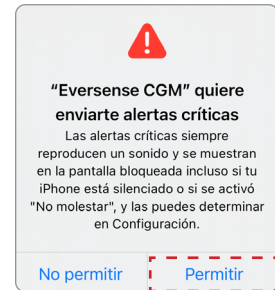 “Eversense CGM” quiere
enviarte alertas críticas
Las alertas críticas siempre
reproducen un sonido y se muestran
en la pantalla bloqueada incluso si tu
iPhone está silenciado o si se activó
"No molestar", y las puedes determinar
en Configuración.
No permitir Permitir